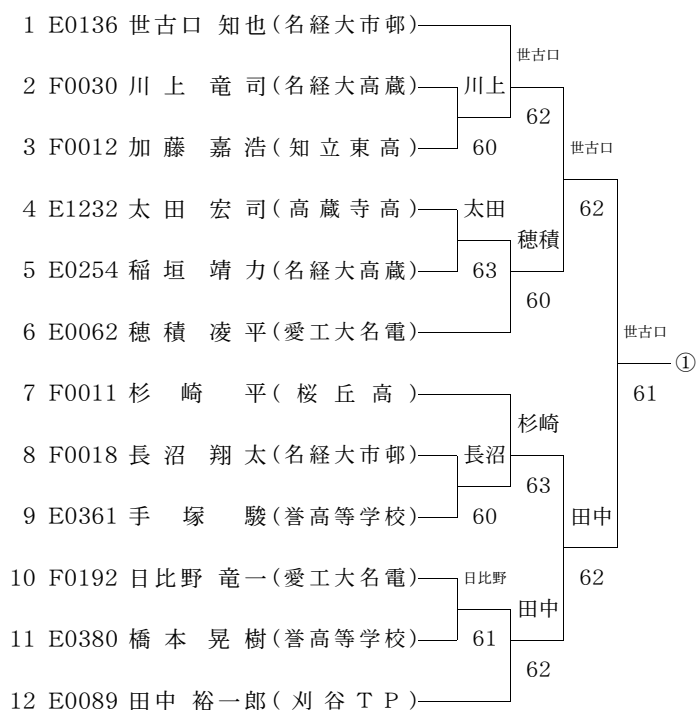 1 E0136 世古口 知也(名経大市邨)
世古口
2 F0030 川上 竜司(名経大高蔵)
川上
62
世古口
3 F0012 加藤 嘉浩(知立東高)
60
4 E1232 太田 宏司(高蔵寺高)
太田
62
穂積
5 E0254 稲垣 靖力(名経大高蔵)
63
60
6 E0062 穂積 凌平(愛工大名電)
世古口
①
61
7 F0011 杉崎 平(桜丘高)
杉崎
8 F0018 長沼 翔太(名経大市邨)
長沼
63
9 E0361 手塚 駿(誉高等学校)
60
田中
10 F0192 日比野 竜一(愛工大名電)
日比野
62
田中
11 E0380 橋本 晃樹(誉高等学校)
61
62
12 E0089 田中 裕一郎(刈谷TP)